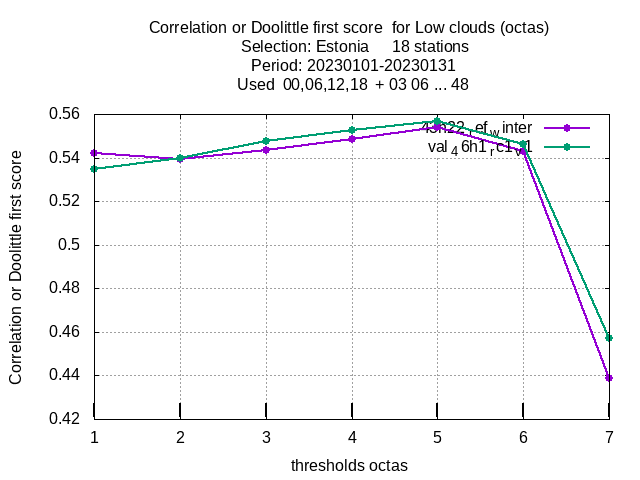 Correlation or Doolittle first score for Low clouds (octas)
Selection: Estonia 18 stations
Period: 20230101-20230131
Used 00,06,12,18 + 03 06 ... 48
Correlation or Doolittle first score
0.56
0.54
0.52
0.5
0.48
0.46
0.44
0.42
1 2 3 4 5 6 7
thresholds octas
inter
val46h1rc1v1